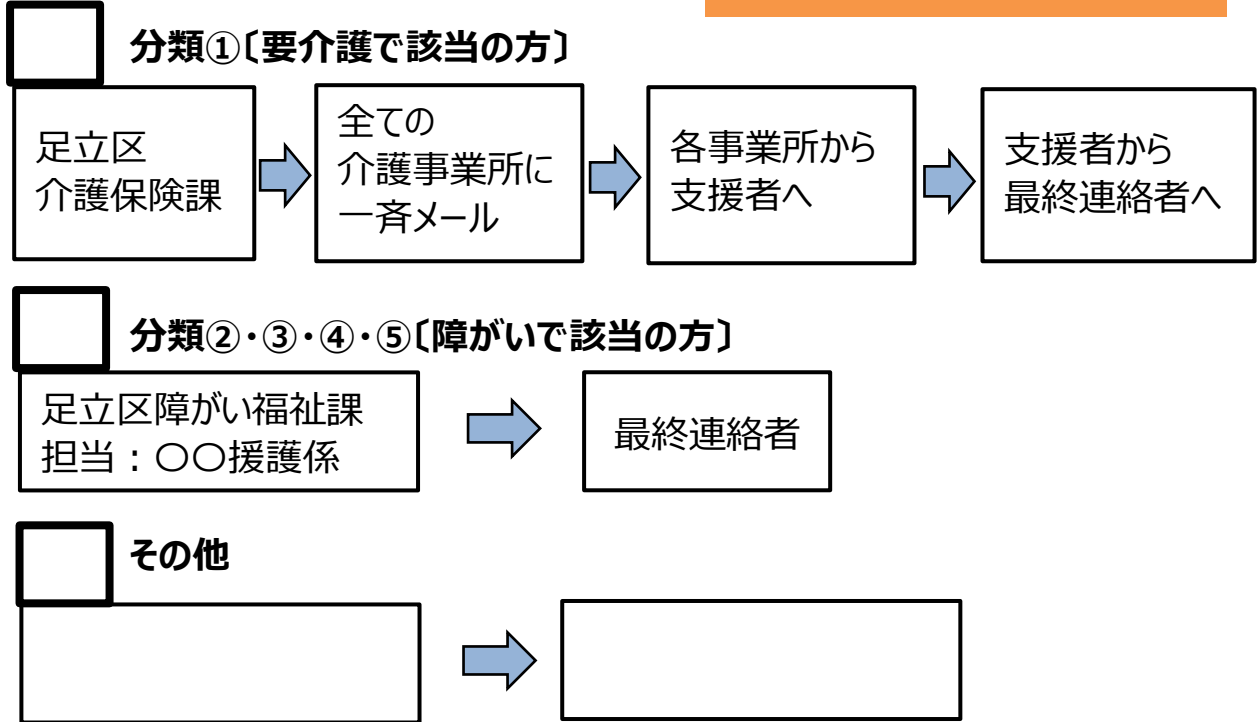 分類①〔要介護で該当の方〕
足立区
介護保険課
全ての
介護事業所に
一斉メール
各事業所から
支援者へ
支援者から
最終連絡者へ
分類②・③・④・⑤〔障がいで該当の方〕
足立区障がい福祉課
担当：〇〇援護係
最終連絡者
その他